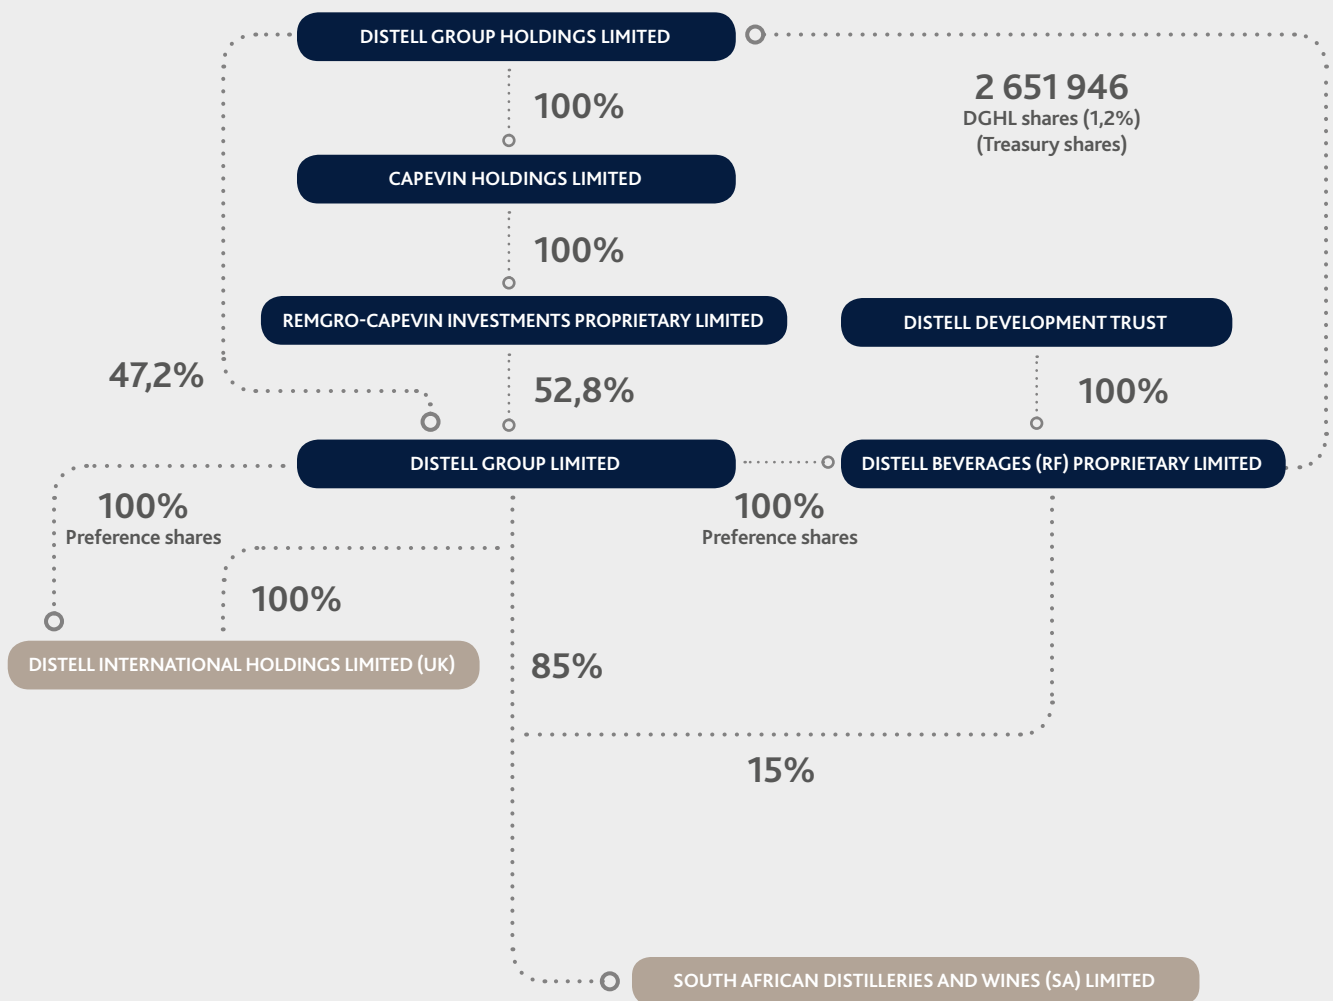 DISTELL GROUP HOLDINGS LIMITED
2 651 946
DGHL shares (1,2%)
(Treasury shares)
100%
CAPEVIN HOLDINGS LIMITED
100%
REMGRO-CAPEVIN INVESTMENTS PROPRIETARY LIMITED
DISTELL DEVELOPMENT TRUST
47,2%
52,8%
100%
DISTELL GROUP LIMITED
DISTELL BEVERAGES (RF) PROPRIETARY LIMITED
100%
Preference shares
100%
Preference shares
100%
DISTELL INTERNATIONAL HOLDINGS LIMITED (UK)
85%
15%
SOUTH AFRICAN DISTILLERIES AND WINES (SA) LIMITED